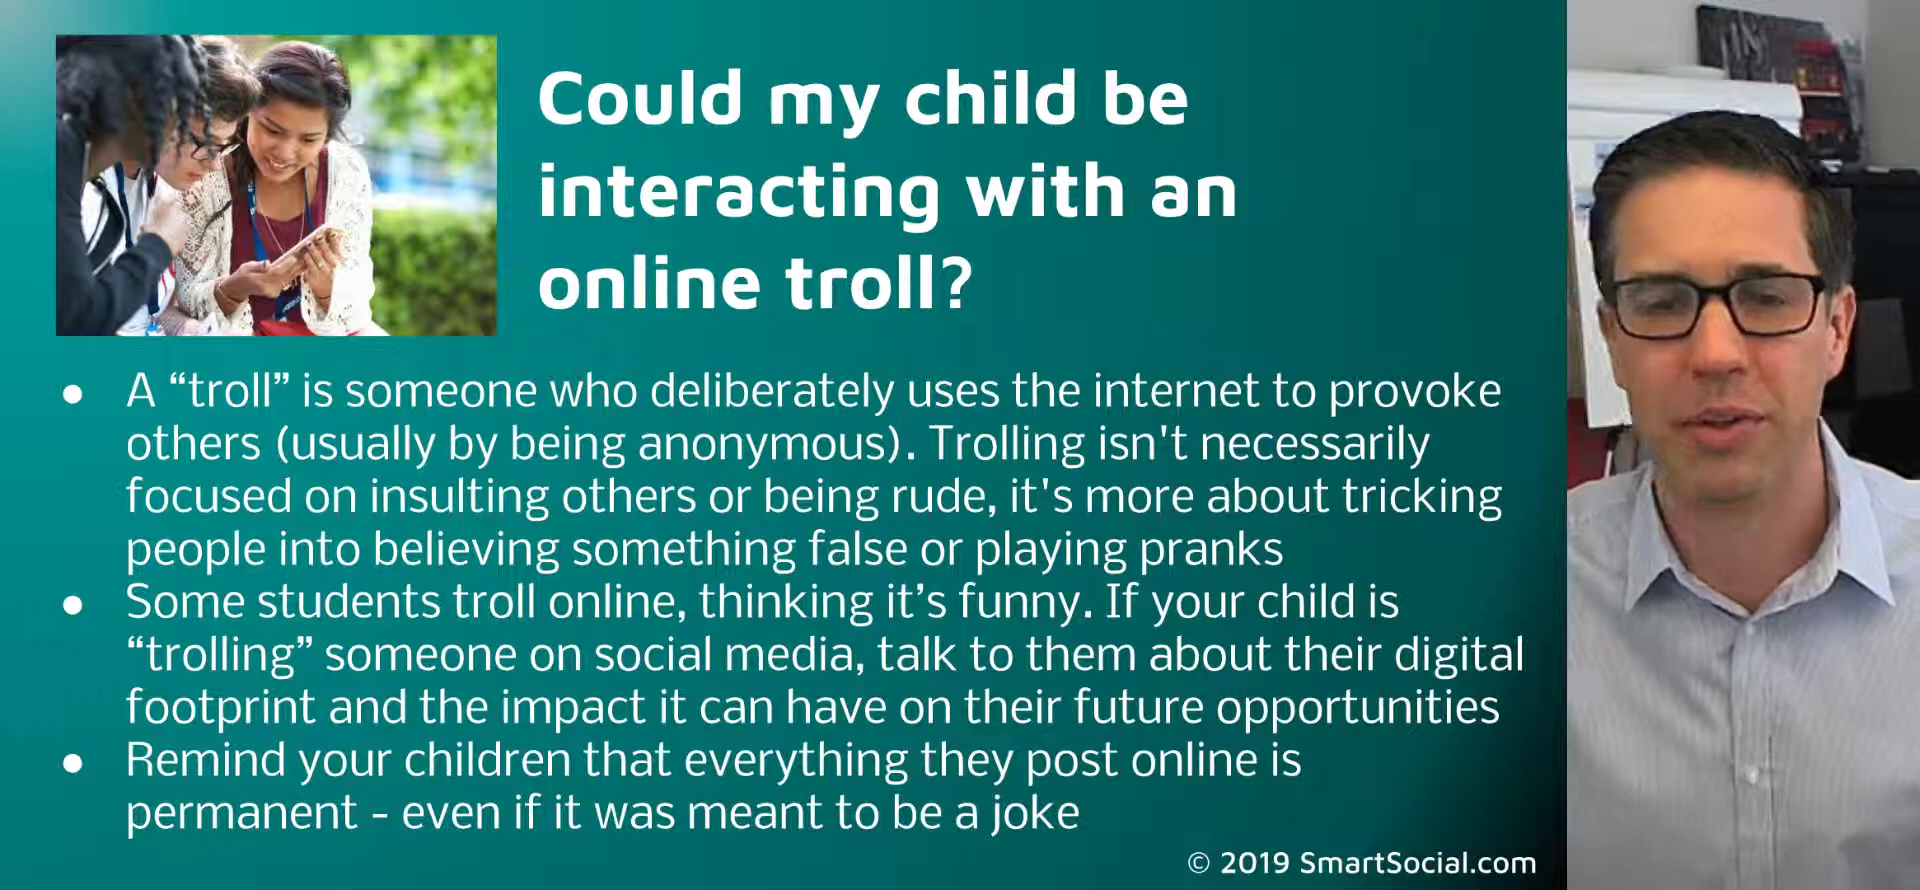 Could my child be
interacting with an
online troll?
● A “troll” is someone who deliberately uses the internet to provoke
others (usually by being anonymous). Trolling isn't necessarily
focused on insulting others or being rude, it's more about tricking
people into believing something false or playing pranks
● Some students troll online, thinking it’s funny. If your child is
“trolling” someone on social media, talk to them about their digital
footprint and the impact it can have on their future opportunities
● Remind your children that everything they post online is
permanent - even if it was meant to be a joke
© 2019 SmartSocial.com